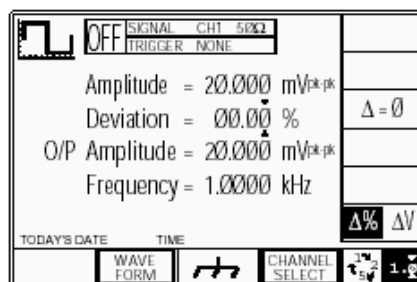 OFF SIGNAL CH1 50Ω
TRIGGER NONE
Amplitude = 20.000 mVpk-pk
Deviation = 00.00 %
Δ = 0
O/P Amplitude = 20.000 mVpk-pk
Frequency = 1.0000 kHz
Δ% ΔV
TODAY'S DATE TIME
WAVE FORM
CHANNEL SELECT